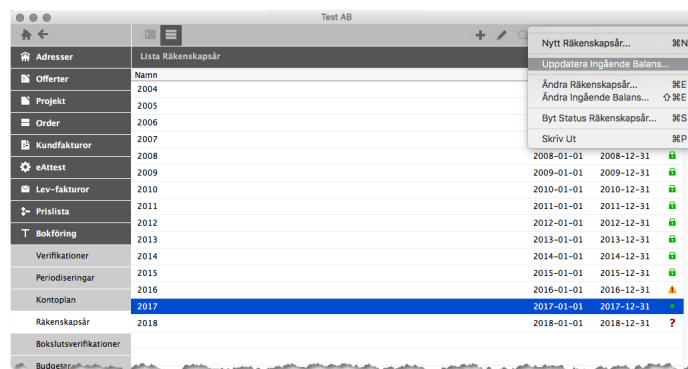 Test AB
Nytt Räkenskapsår... ⌘N
Adresser
Lista Räkenskapsår
Uppdatera Ingående Balans...
Offerter
Namn
2004
Ändra Räkenskapsår... ⌘E
Ändra Ingående Balans... ⇧⌘E
Projekt
2005
Order
2006
Byt Status Räkenskapsår... ⌘S
Kundfakturor
2007
Skriv Ut ⌘P
2008 2008-01-01 2008-12-31
eAttest
2009 2009-01-01 2009-12-31
Lev-fakturor
2010 2010-01-01 2010-12-31
Prislista
2011 2011-01-01 2011-12-31
2012 2012-01-01 2012-12-31
Bokföring
2013 2013-01-01 2013-12-31
Verifikationer
2014 2014-01-01 2014-12-31
Periodiseringar
2015 2015-01-01 2015-12-31
2016 2016-01-01 2016-12-31
Kontoplan
2017 2017-01-01 2017-12-31
Räkenskapsår
2018 2018-01-01 2018-12-31 ?
Bokslutsverifikationer
Budgeter